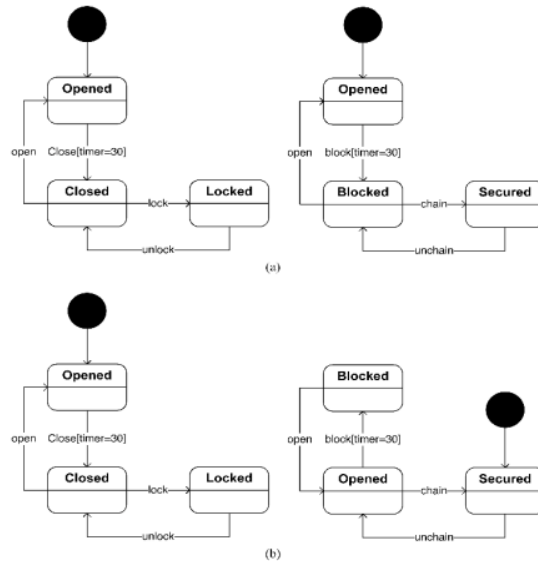 Opened
open
Close[timer=30]
Closed
lock
Locked
unlock
Opened
open
block[timer=30]
Blocked
chain
Secured
unchain
(a)
Opened
open
Close[timer=30]
Closed
lock
Locked
unlock
Blocked
open
block[timer=30]
Opened
chain
Secured
unchain
(b)